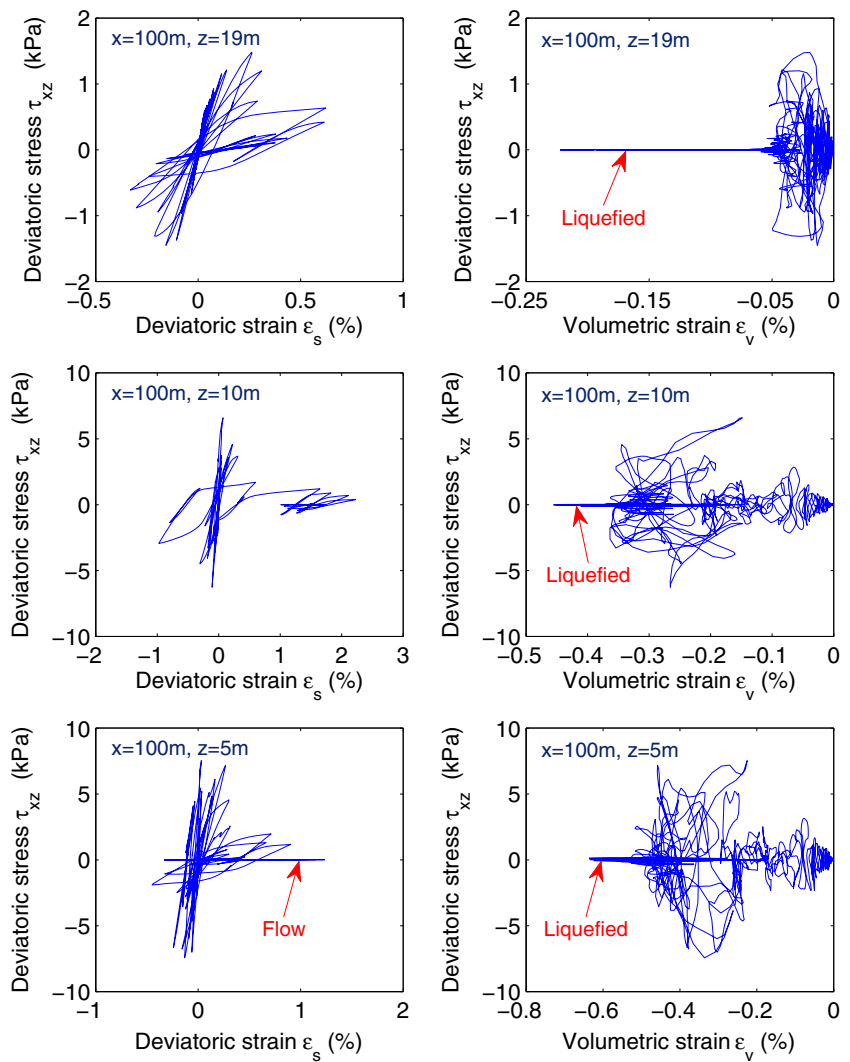 x=100m, z=19m
Deviatoric stress τxz (kPa)
2
1
0
−1
−2
−0.5
0
0.5
1
Deviatoric strain εs (%)
x=100m, z=19m
Deviatoric stress τxz (kPa)
2
1
0
−1
−2
Liquefied
−0.25
−0.15
−0.05
0
Volumetric strain εv (%)
x=100m, z=10m
Deviatoric stress τxz (kPa)
10
5
0
−5
−10
−2
−1
0
1
2
3
Deviatoric strain εs (%)
x=100m, z=10m
Deviatoric stress τxz (kPa)
10
5
0
−5
−10
Liquefied
−0.5
−0.4
−0.3
−0.2
−0.1
0
Volumetric strain εv (%)
x=100m, z=5m
Deviatoric stress τxz (kPa)
10
5
0
−5
−10
Flow
−1
0
1
2
Deviatoric strain εs (%)
x=100m, z=5m
Deviatoric stress τxz (kPa)
10
5
0
−5
−10
Liquefied
−0.8
−0.6
−0.4
−0.2
0
Volumetric strain εv (%)